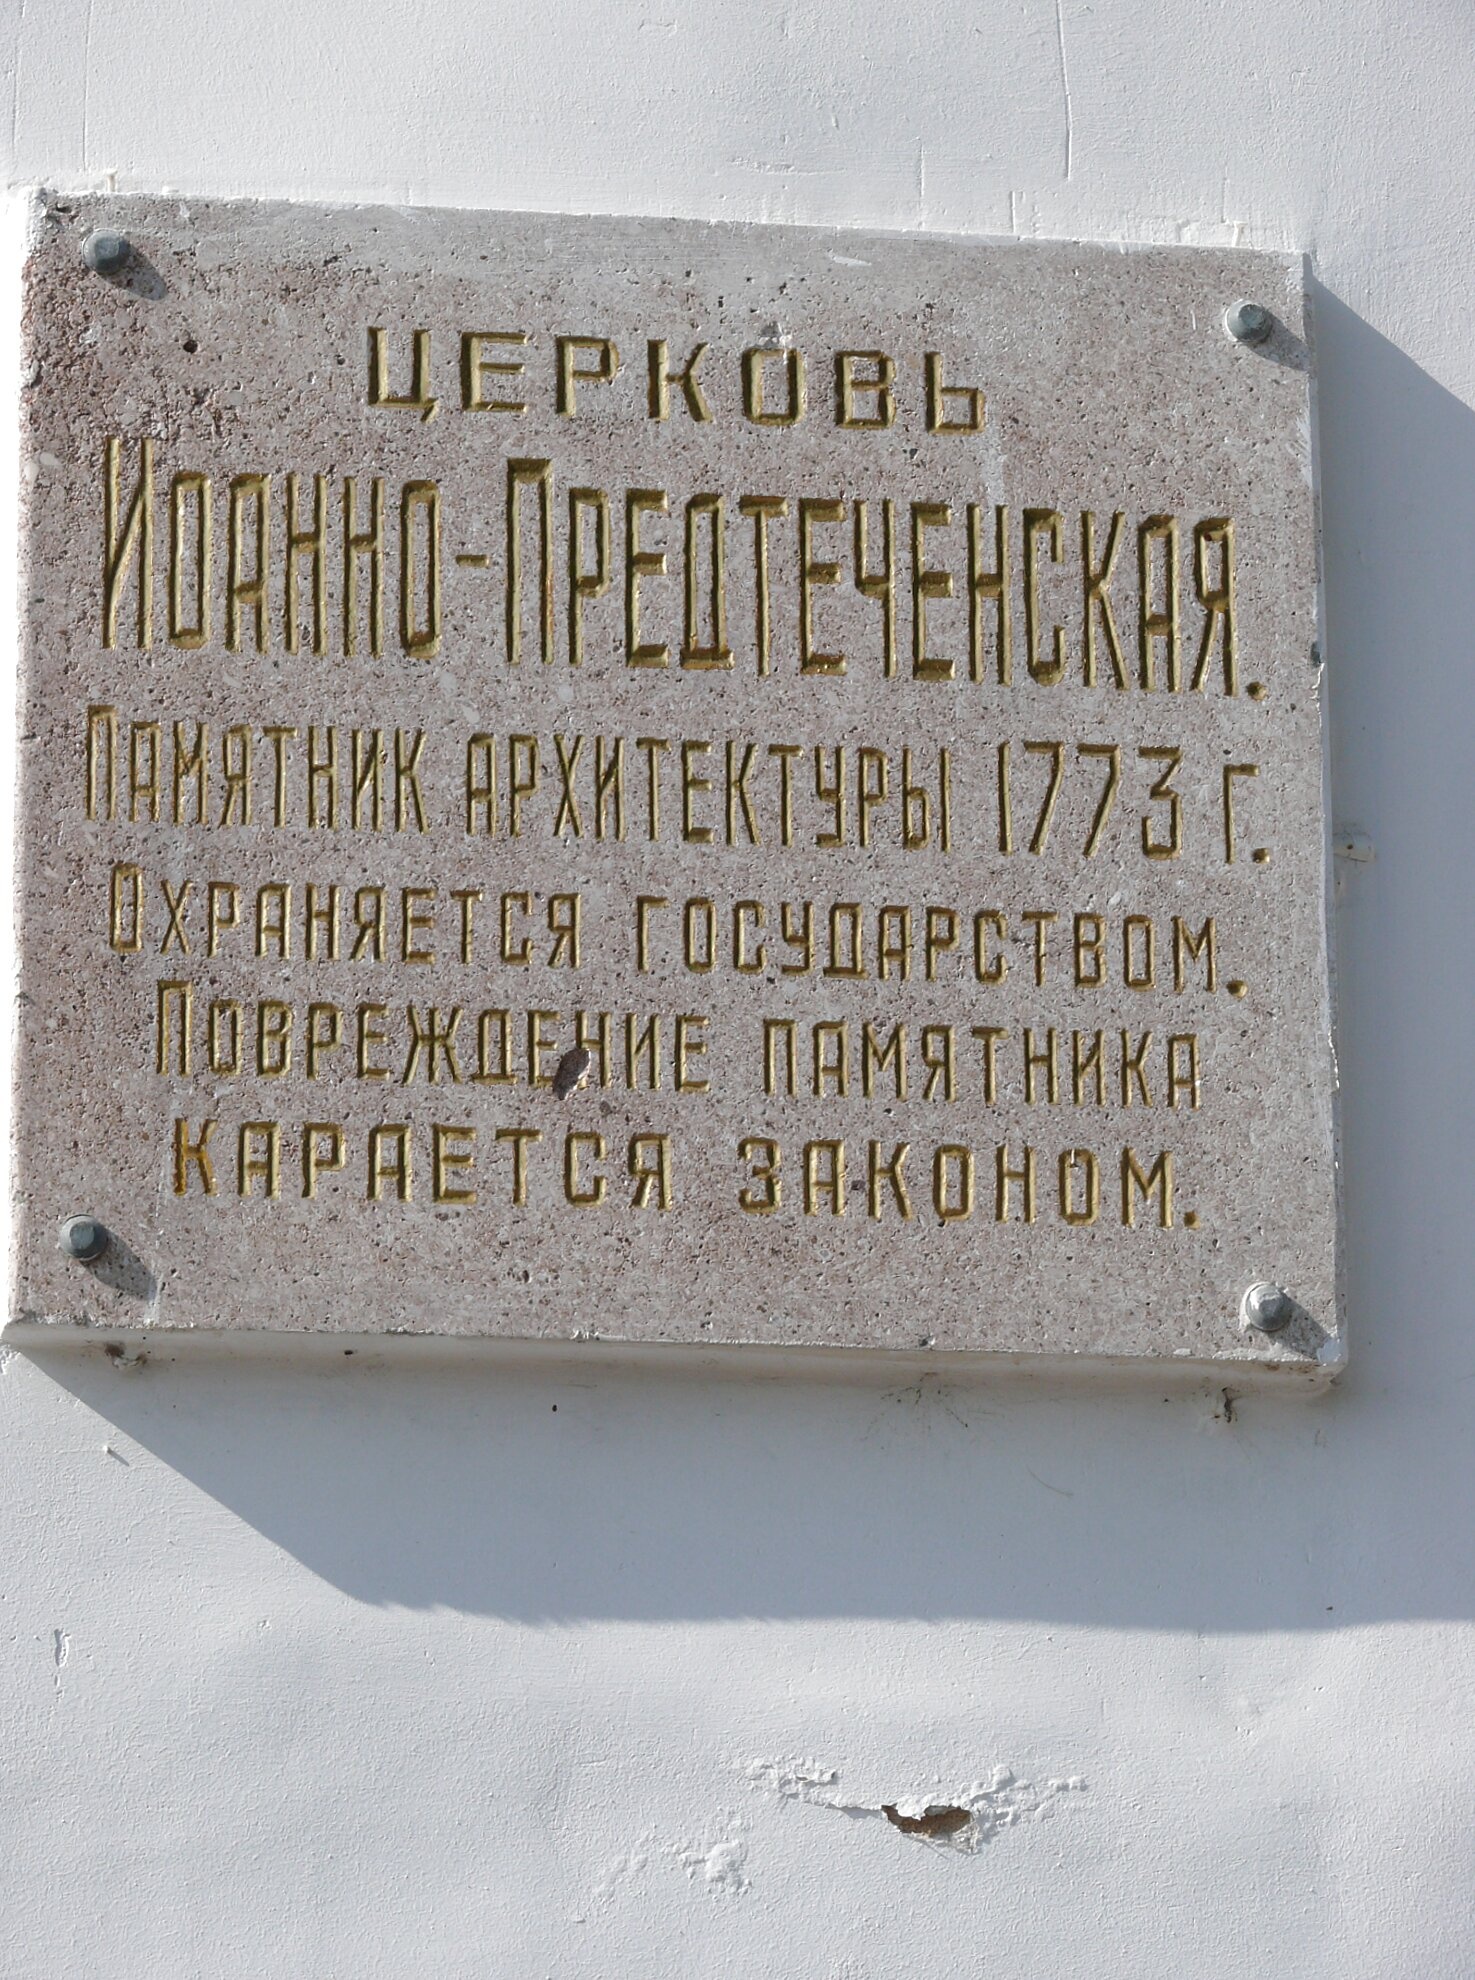 ЦЕРКОВЬ
ИОАННО-ПРЕДТЕЧЕНСКАЯ.
ПАМЯТНИК АРХИТЕКТУРЫ 1773 г.
ОХРАНЯЕТСЯ ГОСУДАРСТВОМ.
ПОВРЕЖДЕНИЕ ПАМЯТНИКА
КАРАЕТСЯ ЗАКОНОМ.